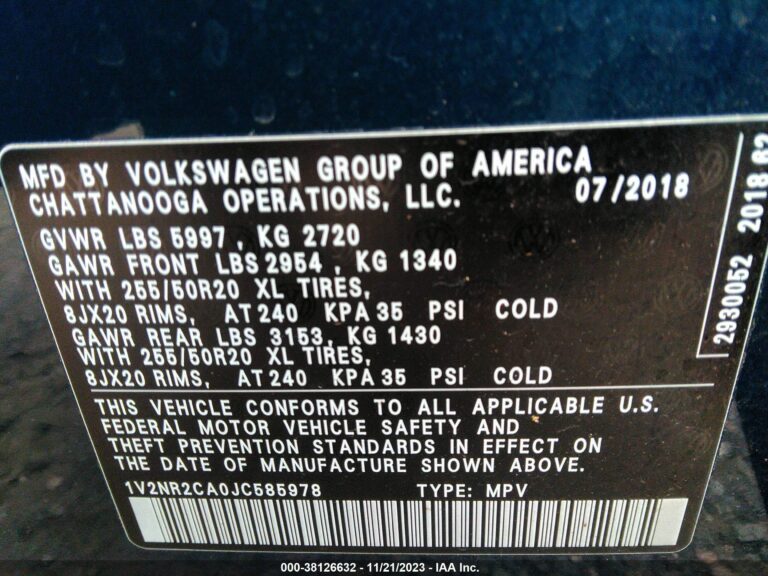 MFD BY VOLKSWAGEN GROUP OF AMERICA
CHATTANOOGA OPERATIONS, LLC. 07/2018
GVWR LBS 5997 , KG 2720
GAWR FRONT LBS 2954 , KG 1340
WITH 255/50R20 XL TIRES,
8JX20 RIMS, AT 240 KPA 35 PSI COLD
GAWR REAR LBS 3153, KG 1430
WITH 255/50R20 XL TIRES,
8JX20 RIMS, AT 240 KPA 35 PSI COLD
THIS VEHICLE CONFORMS TO ALL APPLICABLE U.S.
FEDERAL MOTOR VEHICLE SAFETY AND
THEFT PREVENTION STANDARDS IN EFFECT ON
THE DATE OF MANUFACTURE SHOWN ABOVE.
1V2NR2CA0JC585978 TYPE: MPV
2930052 2018 62
000-38126632 - 11/21/2023 - IAA Inc.